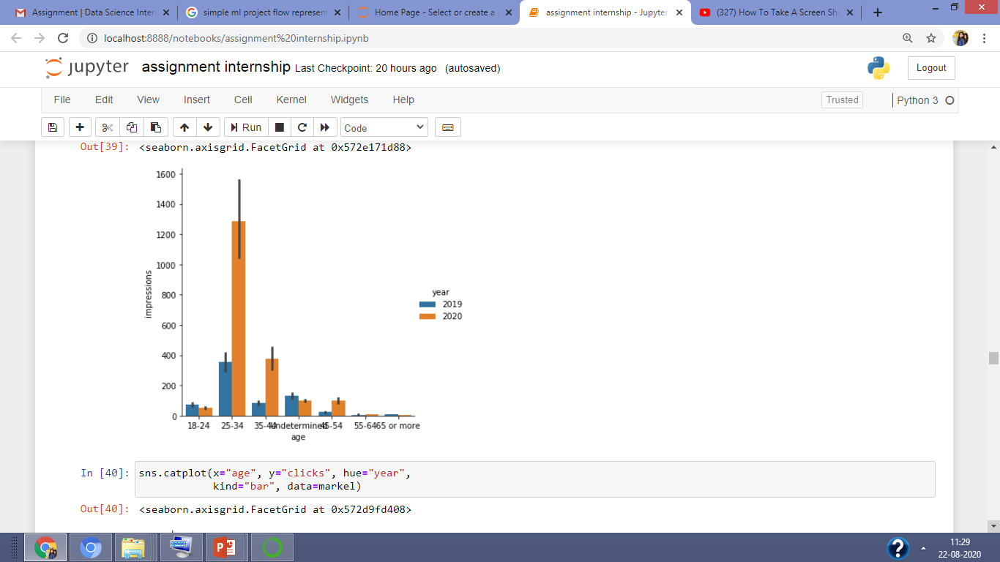 Assignment | Data Science Inter
simple ml project flow represent
Home Page - Select or create a
assignment internship - Jupyter
(327) How To Take A Screen Sh
localhost:8888/notebooks/assignment%20internship.ipynb
jupyter assignment internship Last Checkpoint: 20 hours ago (autosaved)
Logout
File Edit View Insert Cell Kernel Widgets Help
Trusted
Python 3
Run
Code
Out[39]: <seaborn.axisgrid.FacetGrid at 0x572e171d88>
1600
1400
1200
1000
800
600
400
200
0
impressions
year
2019
2020
18-24 25-34 35-44 Undetermined 45-54 55-64 65 or more
age
In [40]: sns.catplot(x="age", y="clicks", hue="year",
kind="bar", data=markel)
Out[40]: <seaborn.axisgrid.FacetGrid at 0x572d9fd408>
11:29
22-08-2020